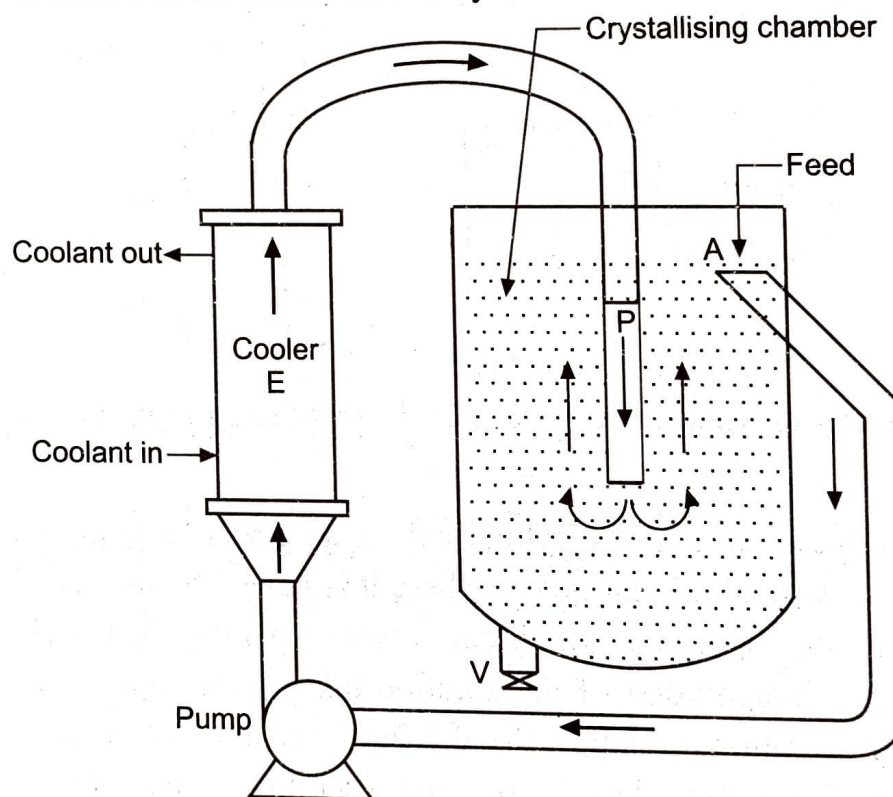 Crystallising chamber
Feed
A
Coolant out
P
Cooler
E
Coolant in
V
Pump